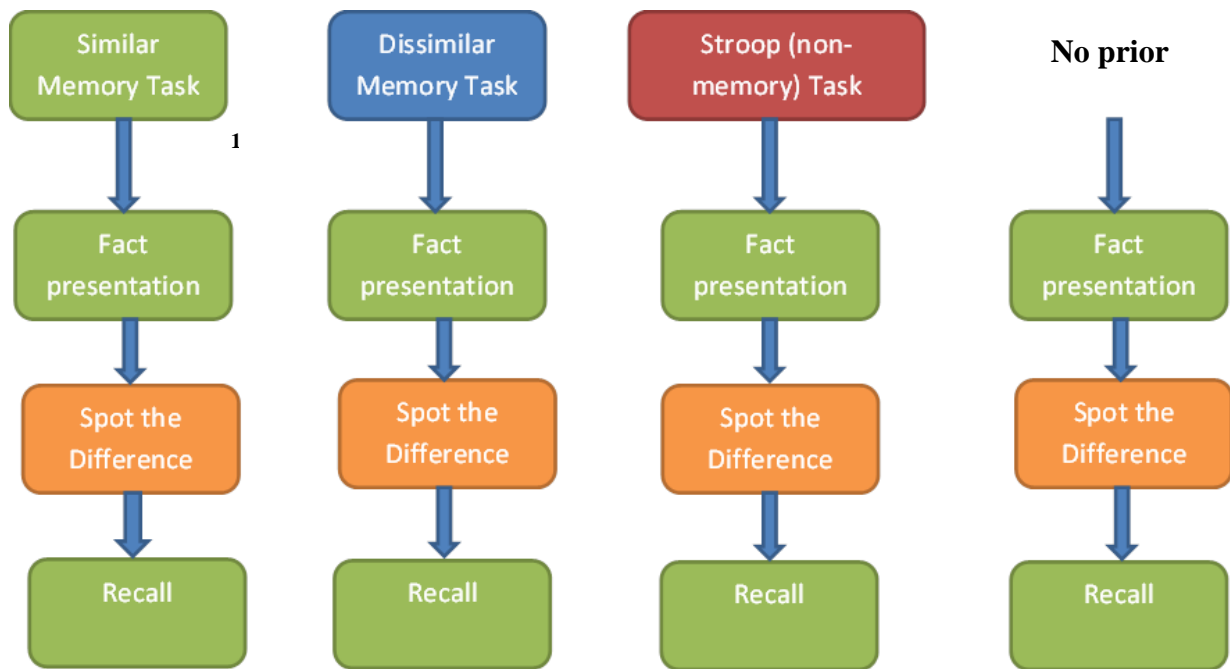 Similar
Memory Task
Dissimilar
Memory Task
Stroop (non-
memory) Task
No prior
1
Fact
presentation
Fact
presentation
Fact
presentation
Fact
presentation
Spot the
Difference
Spot the
Difference
Spot the
Difference
Spot the
Difference
Recall
Recall
Recall
Recall